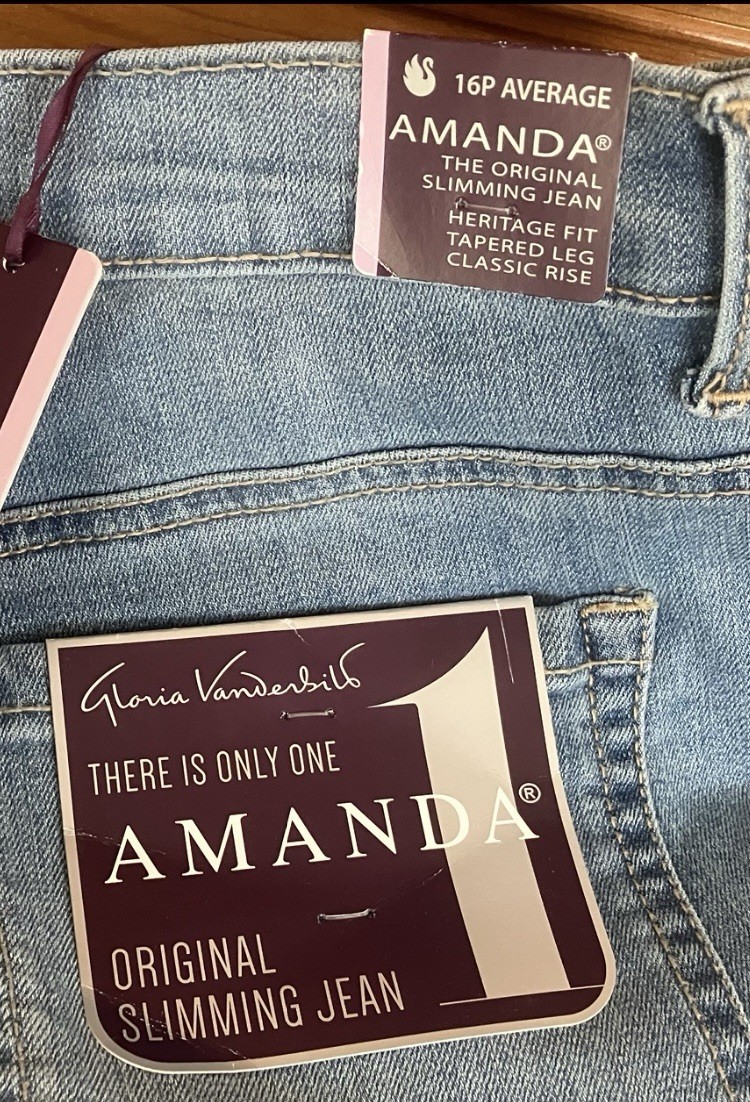 16P AVERAGE
AMANDA®
THE ORIGINAL
SLIMMING JEAN
HERITAGE FIT
TAPERED LEG
CLASSIC RISE
Gloria Vanderbilt
THERE IS ONLY ONE
1
AMANDA®
ORIGINAL
SLIMMING JEAN